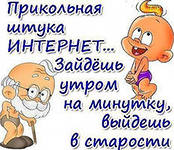 Прикольная
штука
ИНТЕРНЕТ...
Зайдёшь
утром
на минутку,
выйдешь
в старости